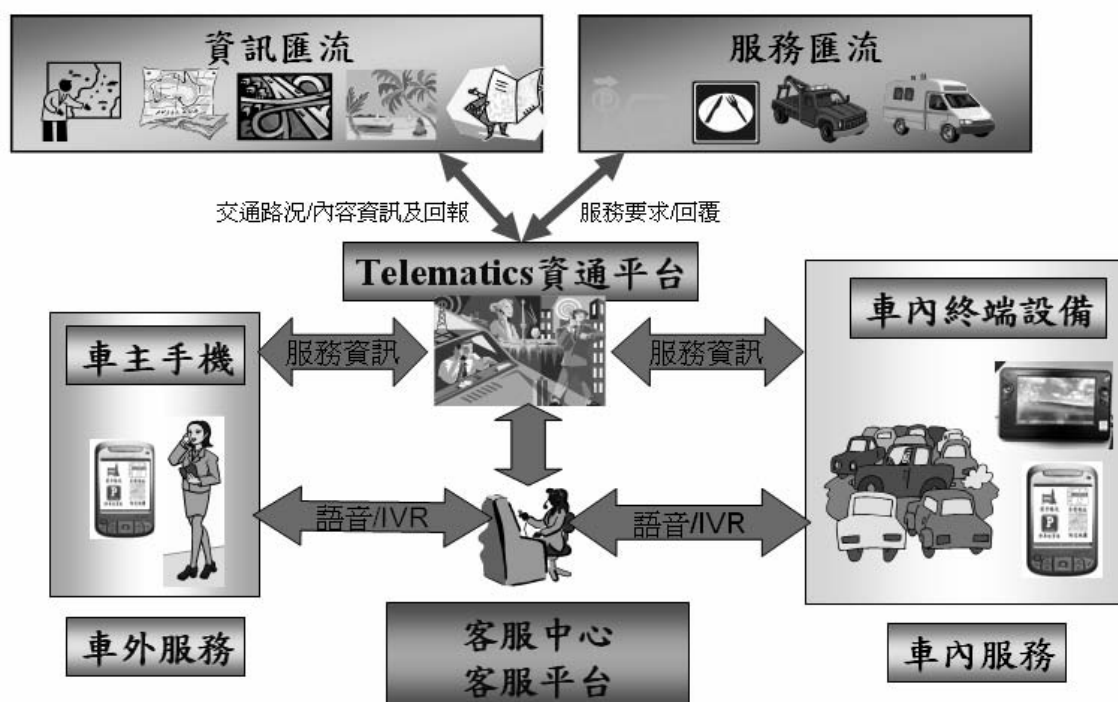 資訊匯流
服務匯流
交通路況/內容資訊及回報
服務要求/回覆
Telematics資通平台
車主手機
服務資訊
服務資訊
車內終端設備
語音/IVR
語音/IVR
車外服務
客服中心
客服平台
車內服務